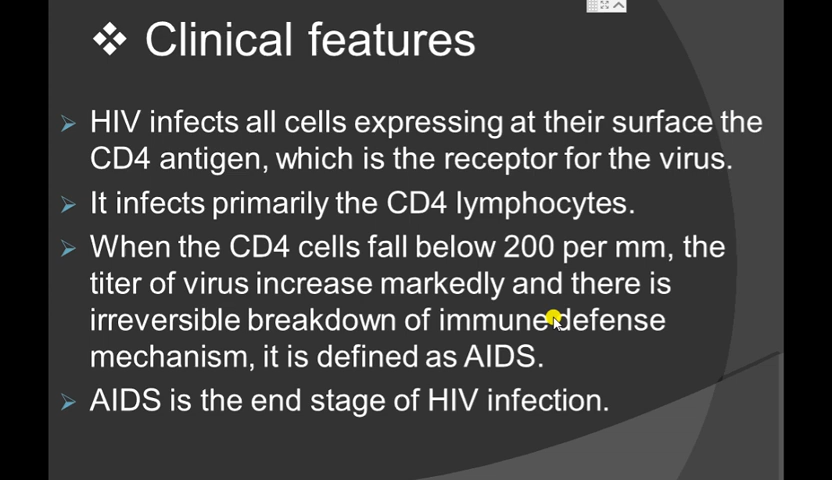 Clinical features
HIV infects all cells expressing at their surface the
CD4 antigen, which is the receptor for the virus.
It infects primarily the CD4 lymphocytes.
When the CD4 cells fall below 200 per mm, the
titer of virus increase markedly and there is
irreversible breakdown of immune defense
mechanism, it is defined as AIDS.
AIDS is the end stage of HIV infection.